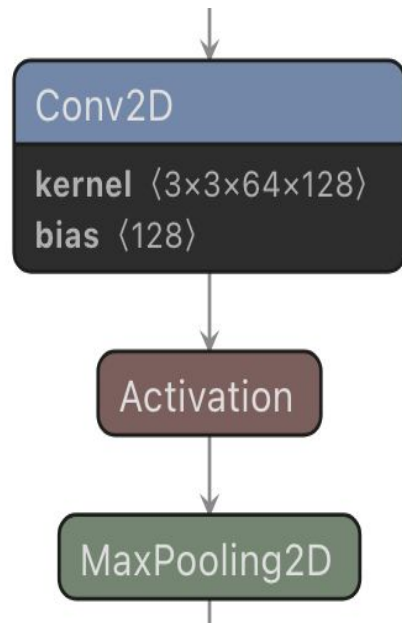 Conv2D
kernel ⟨3×3×64×128⟩
bias ⟨128⟩
Activation
MaxPooling2D